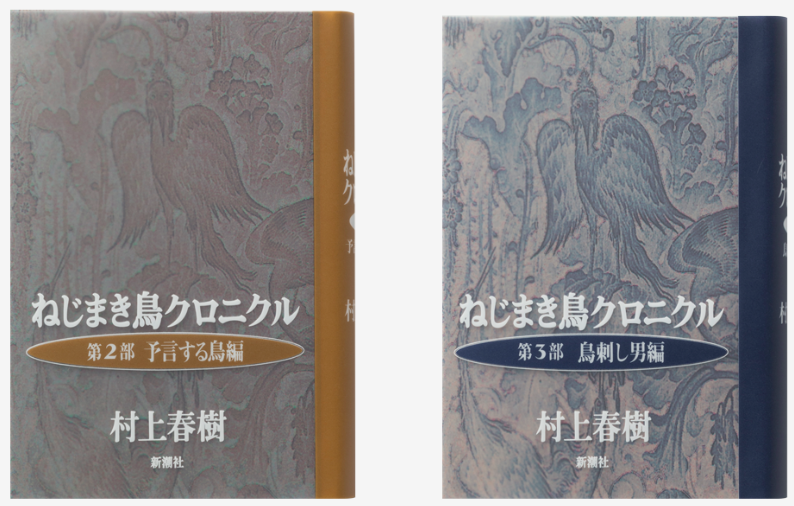 ねじまき鳥クロニクル
第2部 予言する鳥編
村上春樹
新潮社
ねじまき鳥クロニクル
第3部 鳥刺し男編
村上春樹
新潮社